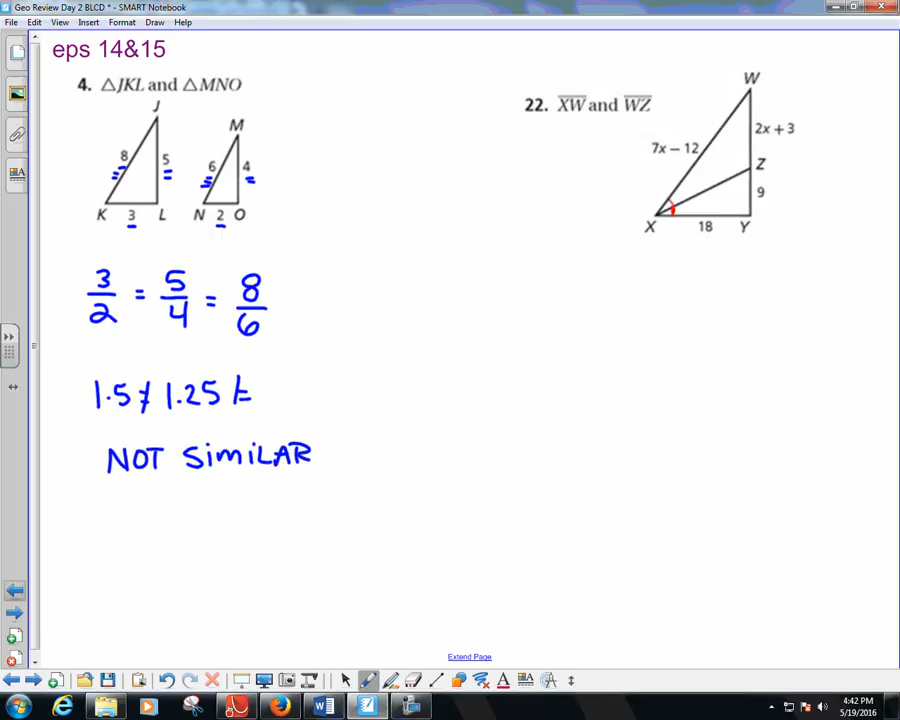 Geo Review Day 2 BLCD * - SMART Notebook
File Edit View Insert Format Draw Help
eps 14&15
4. △JKL and △MNO
J
8
5
K
3
L
M
6
4
N
2
O
3/2 = 5/4 = 8/6
1.5 ≠ 1.25 ≠
NOT SimiLAR
22. XW and WZ
W
7x − 12
2x + 3
Z
9
X
18
Y
Extend Page
4:42 PM
5/19/2016